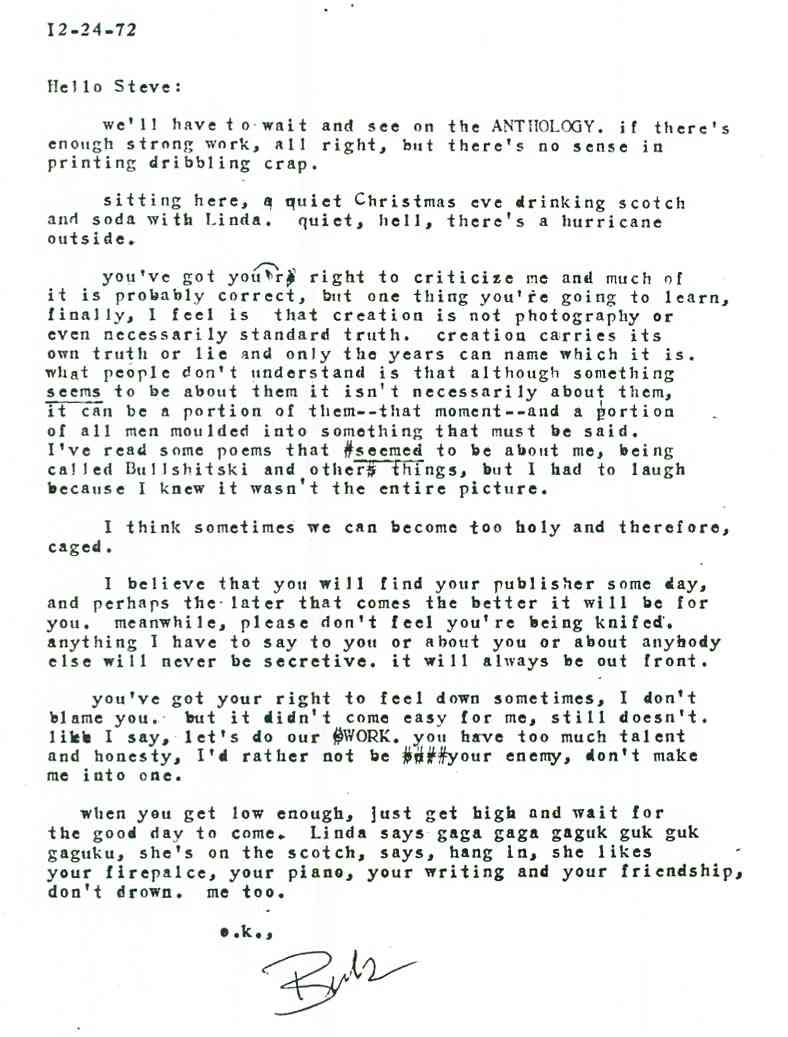 I2-24-72
Hello Steve:
we'll have to wait and see on the ANTHOLOGY. if there's
enough strong work, all right, but there's no sense in
printing dribbling crap.
sitting here, a quiet Christmas eve drinking scotch
and soda with Linda. quiet, hell, there's a hurricane
outside.
you've got your right to criticize me and much of
it is probably correct, but one thing you're going to learn,
finally, I feel is that creation is not photography or
even necessarily standard truth. creation carries its
own truth or lie and only the years can name which it is.
what people don't understand is that although something
seems to be about them it isn't necessarily about them,
it can be a portion of them--that moment--and a portion
of all men moulded into something that must be said.
I've read some poems that #seemed to be about me, being
called Bullshitski and other# things, but I had to laugh
because I knew it wasn't the entire picture.
I think sometimes we can become too holy and therefore,
caged.
I believe that you will find your publisher some day,
and perhaps the later that comes the better it will be for
you. meanwhile, please don't feel you're being knifed.
anything I have to say to you or about you or about anybody
else will never be secretive. it will always be out front.
you've got your right to feel down sometimes, I don't
blame you. but it didn't come easy for me, still doesn't.
like I say, let's do our #WORK. you have too much talent
and honesty, I'd rather not be ####your enemy, don't make
me into one.
when you get low enough, just get high and wait for
the good day to come. Linda says gaga gaga gaguk guk guk
gaguku, she's on the scotch, says, hang in, she likes
your firepalce, your piano, your writing and your friendship,
don't drown. me too.
o.k.,
Buk